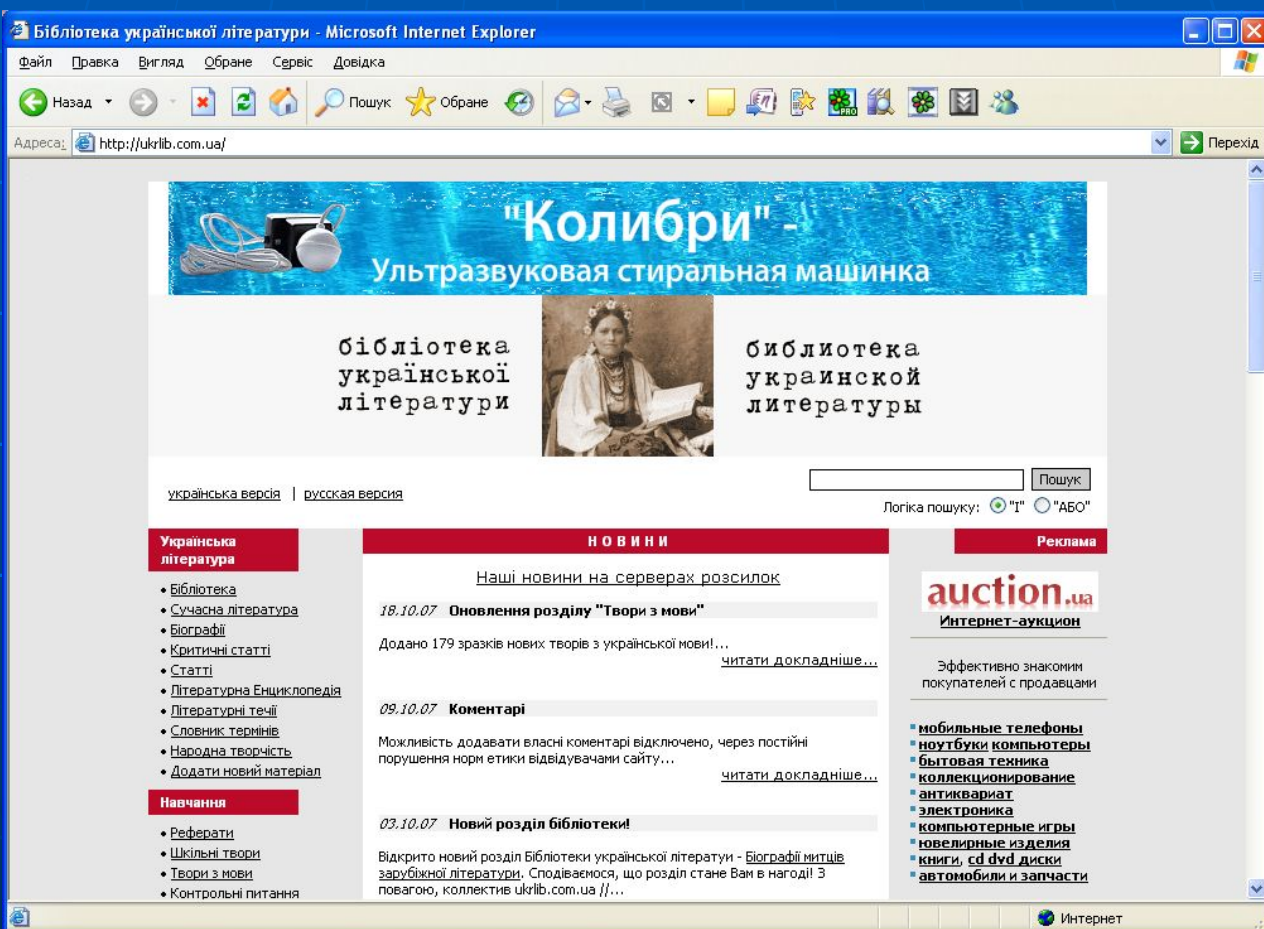 Бібліотека української літератури - Microsoft Internet Explorer
Файл Правка Вигляд Обране Сервіс Довідка
Назад Пошук Обране
Адреса: http://ukrlib.com.ua/ Перехід
"Колибри" -
Ультразвуковая стиральная машинка
бібліотека
української
літератури
библиотека
украинской
литературы
українська версія | русская версия
Пошук
Логіка пошуку: "І" "АБО"
Українська
література
• Бібліотека
• Сучасна література
• Біографії
• Критичні статті
• Статті
• Літературна Енциклопедія
• Літературні течії
• Словник термінів
• Народна творчість
• Додати новий матеріал
Навчання
• Реферати
• Шкільні твори
• Твори з мови
• Контрольні питання
НОВИНИ
Наші новини на серверах розсилок
18.10.07 Оновлення розділу "Твори з мови"
Додано 179 зразків нових творів з української мови!...
читати докладніше...
09.10.07 Коментарі
Можливість додавати власні коментарі відключено, через постійні
порушення норм етики відвідувачами сайту...
читати докладніше...
03.10.07 Новий розділ бібліотеки!
Відкрито новий розділ Бібліотеки української літератуи - Біографії митців
зарубіжної літератури. Сподіваємося, що розділ стане Вам в нагоді! З
повагою, коллектив ukrlib.com.ua //...
Реклама
auction.ua
Интернет-аукцион
Эффективно знакомим
покупателей с продавцами
мобильные телефоны
ноутбуки компьютеры
бытовая техника
коллекционирование
антиквариат
электроника
компьютерные игры
ювелирные изделия
книги, cd dvd диски
автомобили и запчасти
Интернет